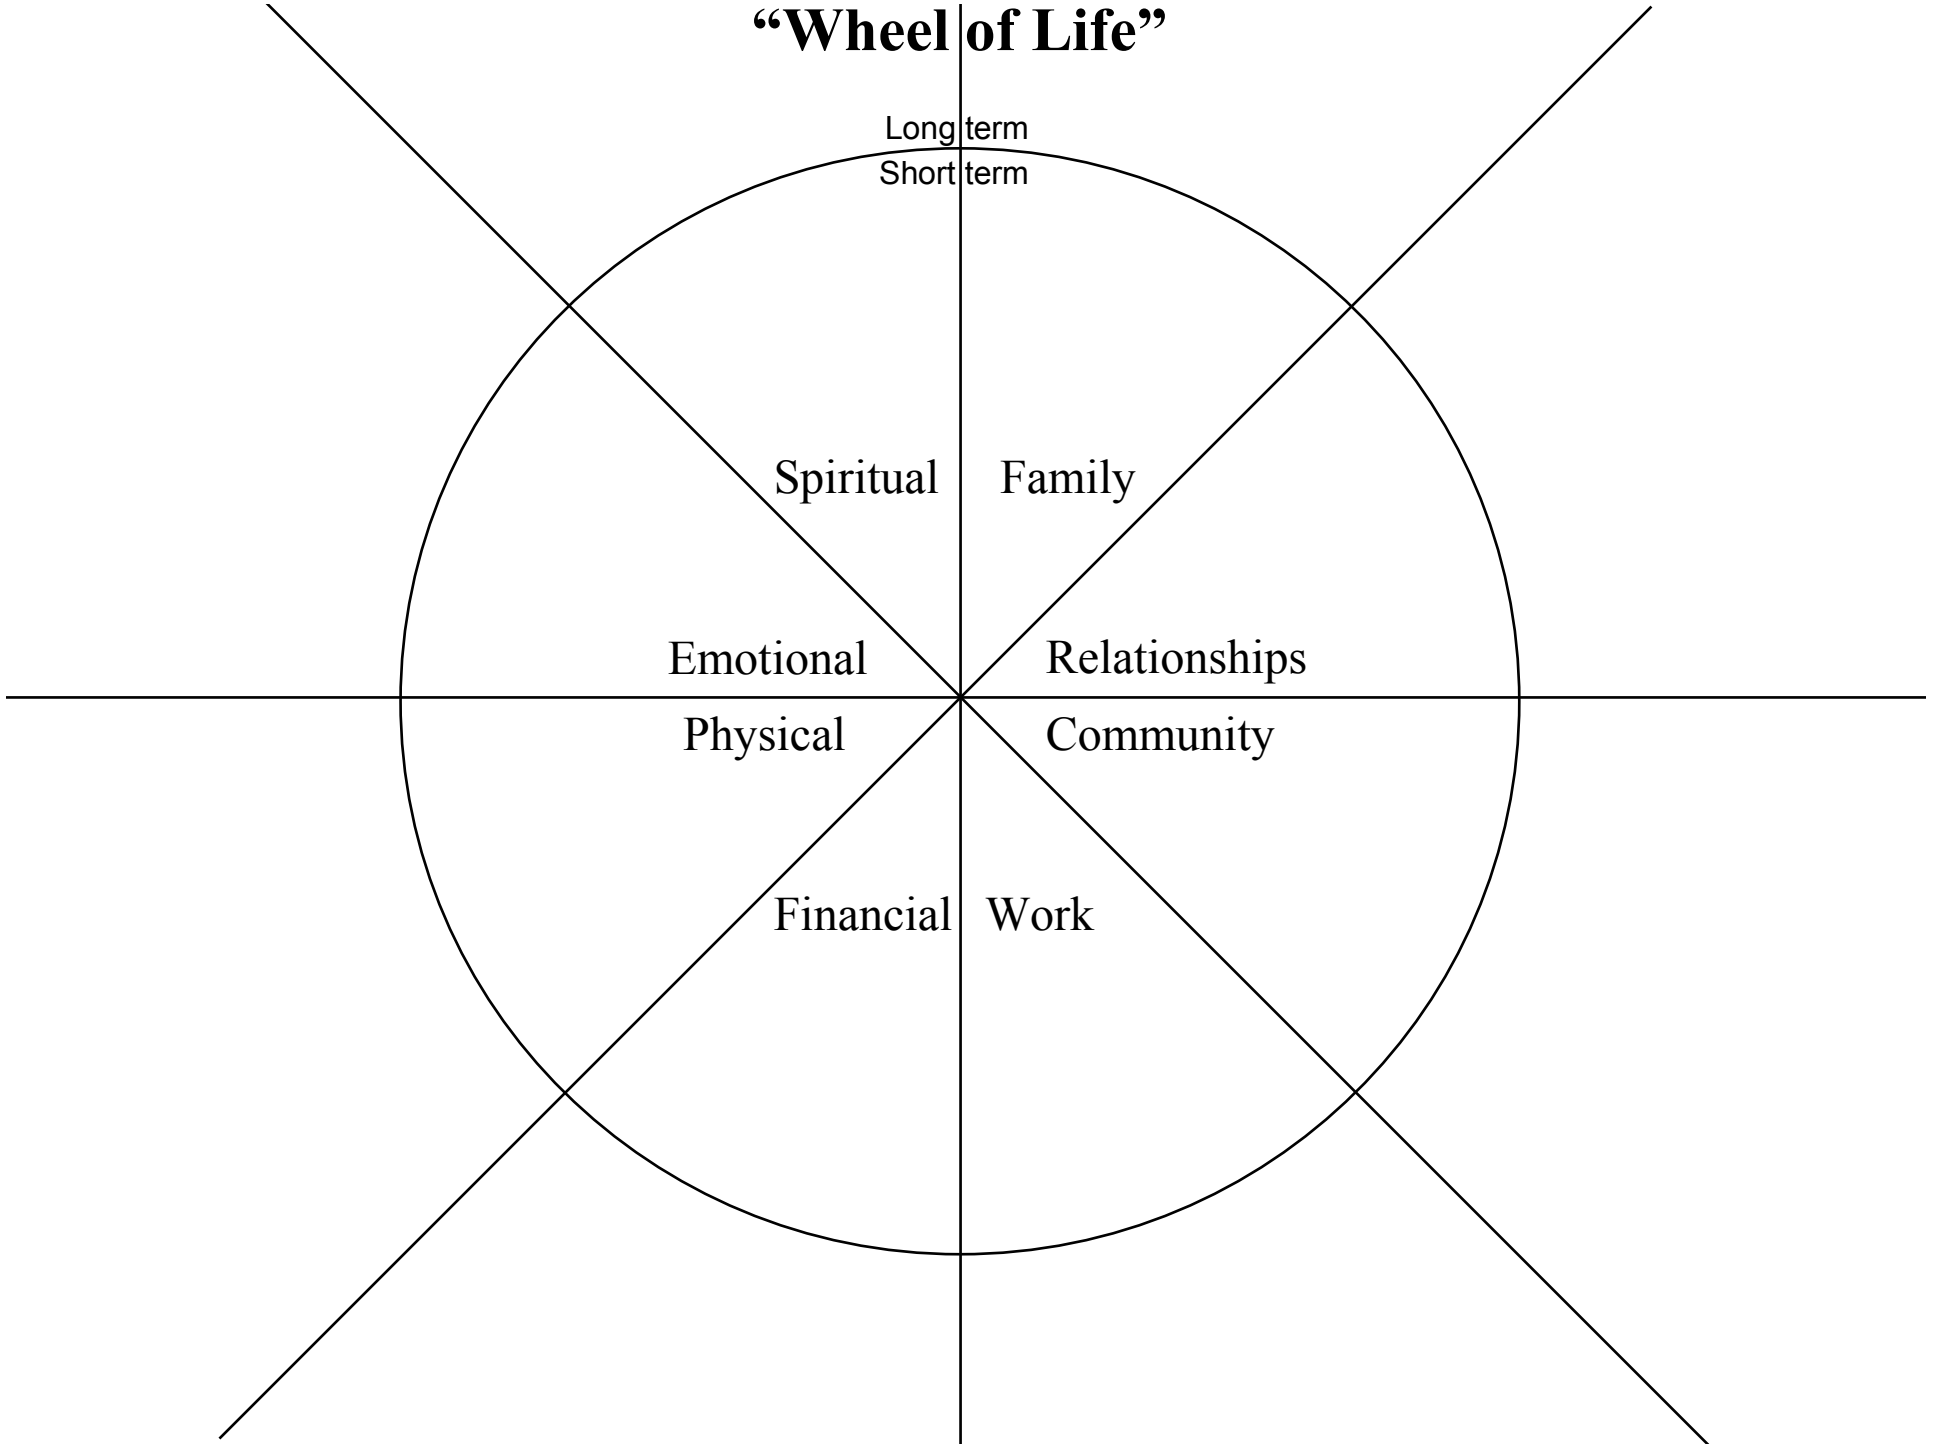 “Wheel of Life”
Long term
Short term
Spiritual
Family
Emotional
Relationships
Physical
Community
Financial
Work